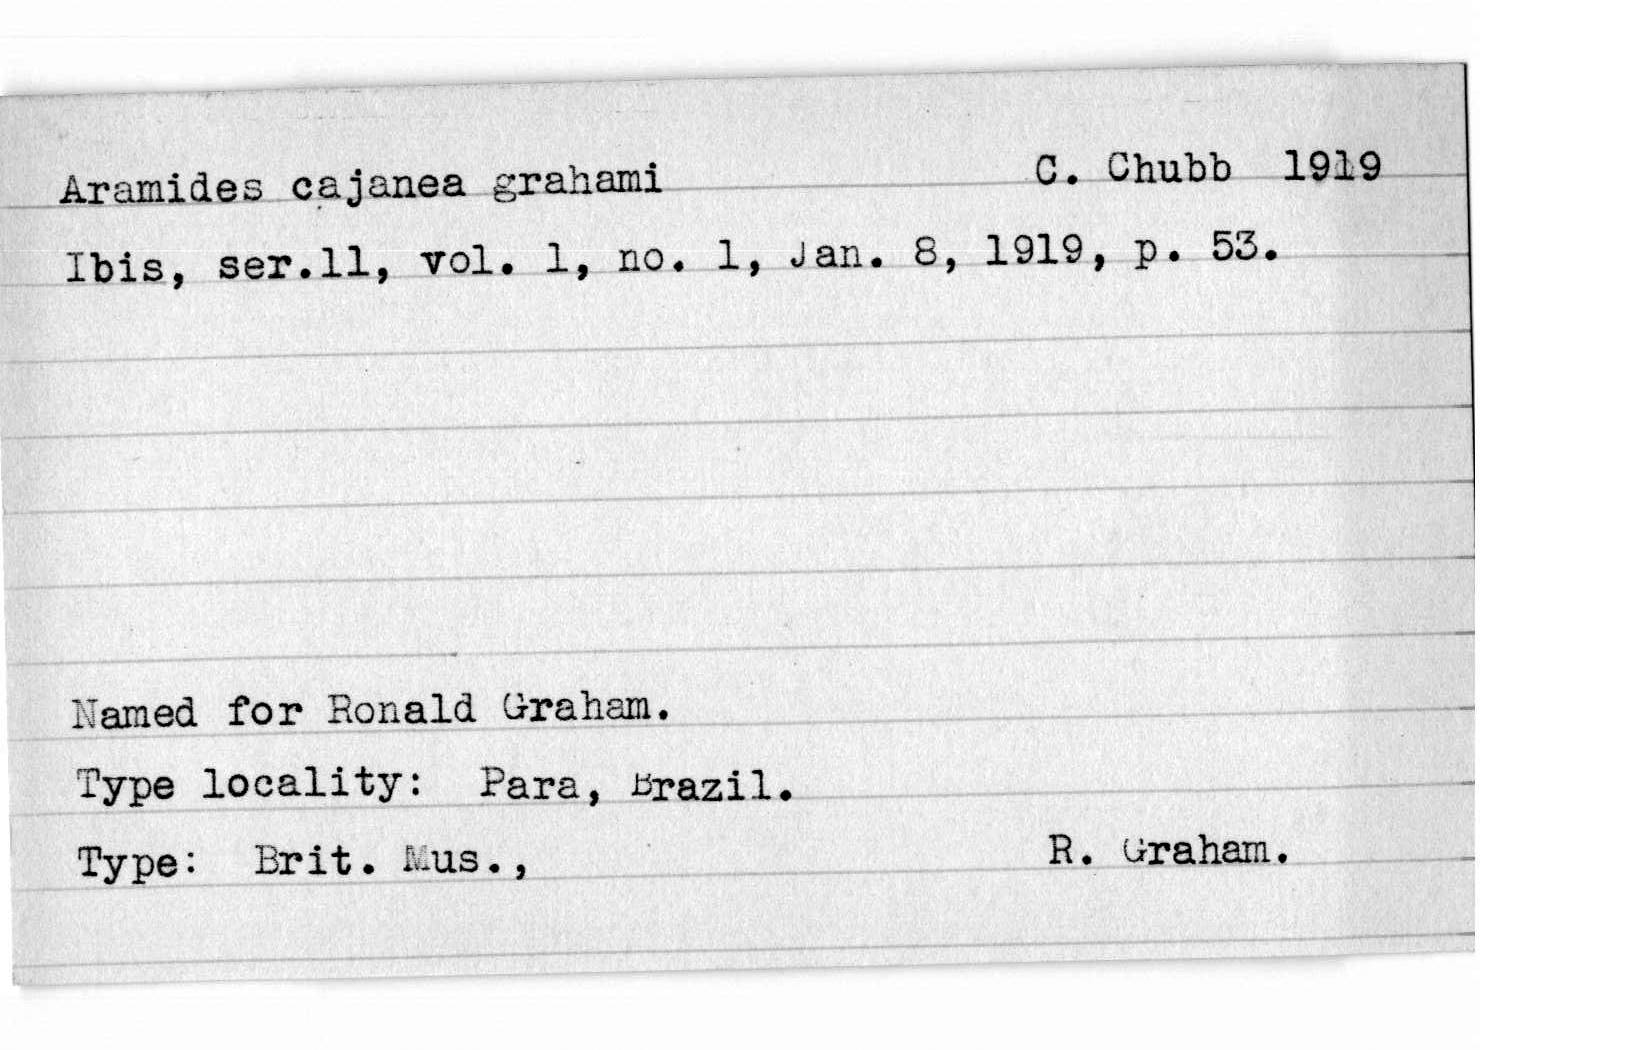 Aramides cajanea grahami C. Chubb 1919
Ibis, ser.11, vol. 1, no. 1, Jan. 8, 1919, p. 53.
Named for Ronald Graham.
Type locality: Para, Brazil.
Type: Brit. Mus., R. Graham.